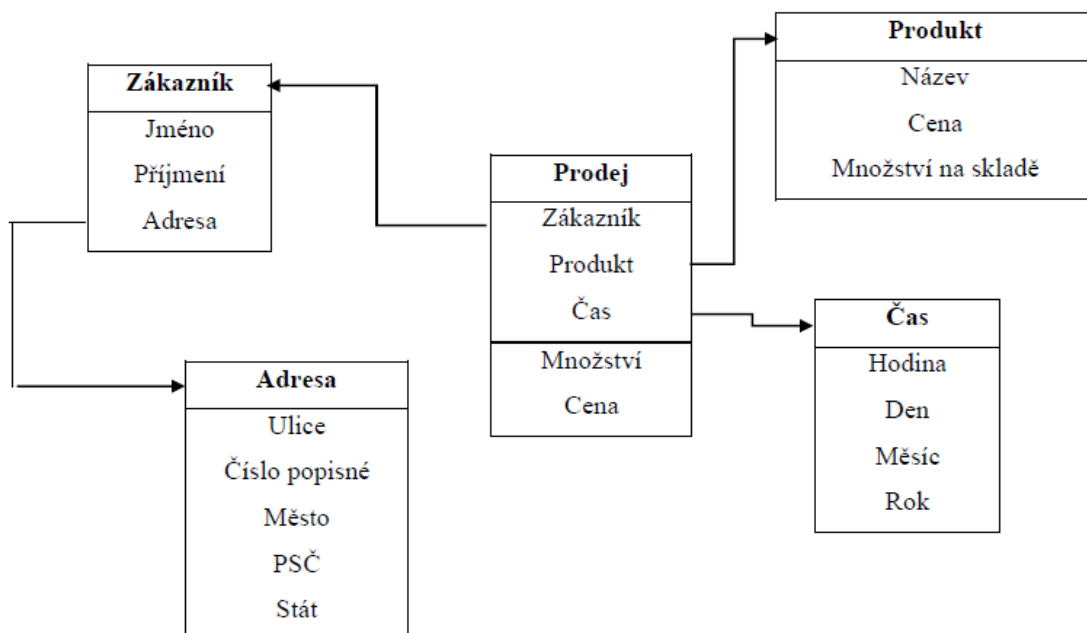 Zákazník
Jméno
Příjmení
Adresa
Prodej
Zákazník
Produkt
Čas
Množství
Cena
Produkt
Název
Cena
Množství na skladě
Čas
Hodina
Den
Měsíc
Rok
Adresa
Ulice
Číslo popisné
Město
PSČ
Stát